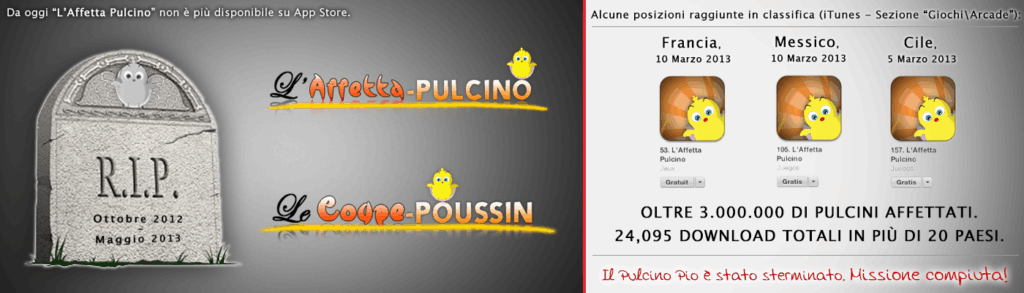 Da oggi “L’Affetta Pulcino” non è più disponibile su App Store.
R.I.P.
Ottobre 2012
-
Maggio 2013
L'Affetta-PULCINO
Le Coupe-POUSSIN
Alcune posizioni raggiunte in classifica (iTunes - Sezione “Giochi\Arcade”):
Francia,
10 Marzo 2013
Messico,
10 Marzo 2013
Cile,
5 Marzo 2013
53. L'Affetta
Pulcino
Jeux
Gratuit
105. L'Affetta
Pulcino
Gratis
157. L'Affetta
Pulcino
Juegos
Gratis
OLTRE 3.000.000 DI PULCINI AFFETTATI.
24,095 DOWNLOAD TOTALI IN PIÙ DI 20 PAESI.
Il Pulcino Pio è stato sterminato. Missione compiuta!